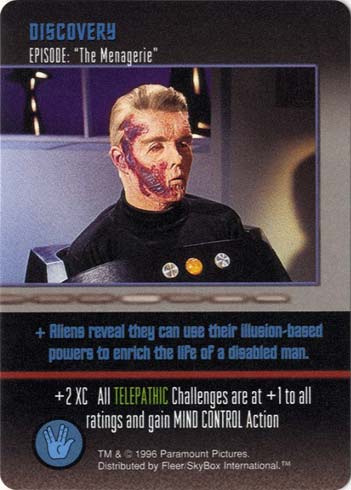 DISCOVERY
EPISODE: "The Menagerie"
+ Aliens reveal they can use their illusion-based
powers to enrich the life of a disabled man.
+2 XC All TELEPATHIC Challenges are at +1 to all
ratings and gain MIND CONTROL Action
TM & © 1996 Paramount Pictures.
Distributed by Fleer/SkyBox International.™